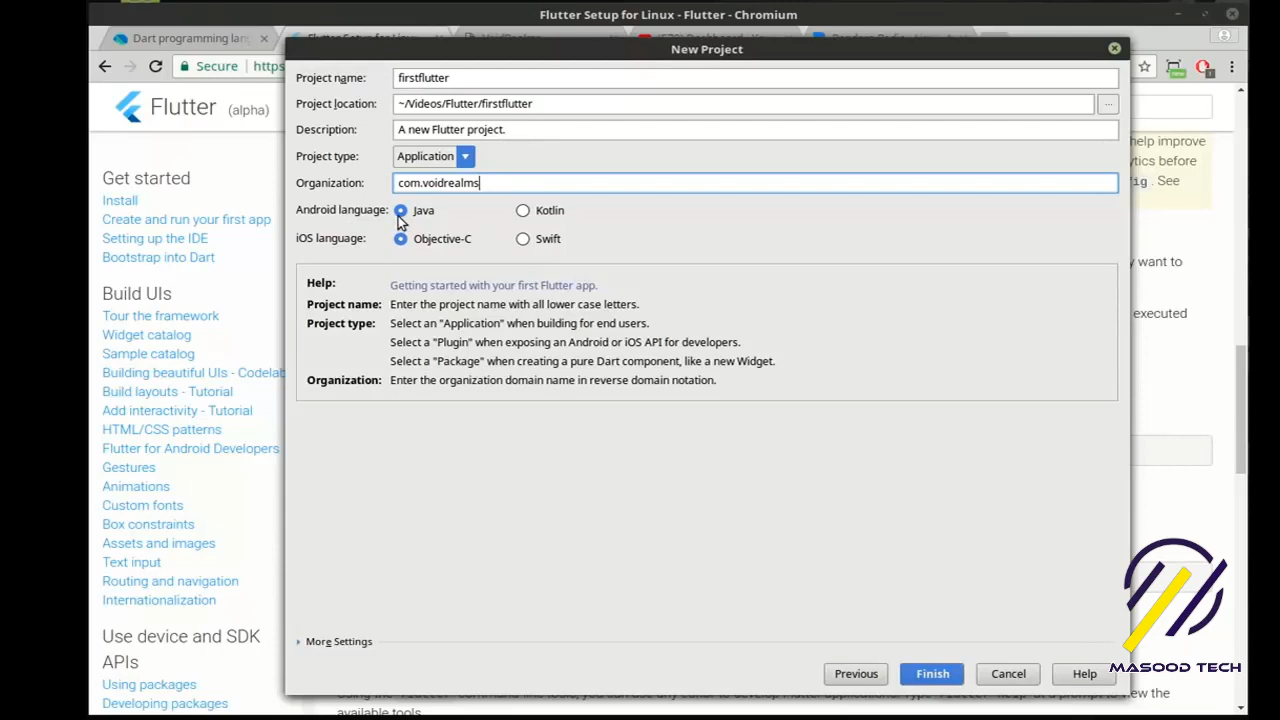 Flutter Setup for Linux - Flutter - Chromium
Dart programming lan
New Project
Secure
https
Flutter (alpha)
Get started
Install
Create and run your first app
Setting up the IDE
Bootstrap into Dart
Build UIs
Tour the framework
Widget catalog
Sample catalog
Building beautiful UIs - Codelab
Build layouts - Tutorial
Add interactivity - Tutorial
HTML/CSS patterns
Flutter for Android Developers
Gestures
Animations
Custom fonts
Box constraints
Assets and images
Text input
Routing and navigation
Internationalization
Use device and SDK
APIs
Using packages
Developing packages
Project name: firstflutter
Project location: ~/Videos/Flutter/firstflutter ...
Description: A new Flutter project.
Project type: Application
Organization: com.voidrealms
Android language: Java Kotlin
iOS language: Objective-C Swift
Help: Getting started with your first Flutter app.
Project name: Enter the project name with all lower case letters.
Project type: Select an "Application" when building for end users.
Select a "Plugin" when exposing an Android or iOS API for developers.
Select a "Package" when creating a pure Dart component, like a new Widget.
Organization: Enter the organization domain name in reverse domain notation.
More Settings
Previous Finish Cancel Help
help improve
ytics before
fig. See
y want to
executed
MASOOD TECH
available tools.